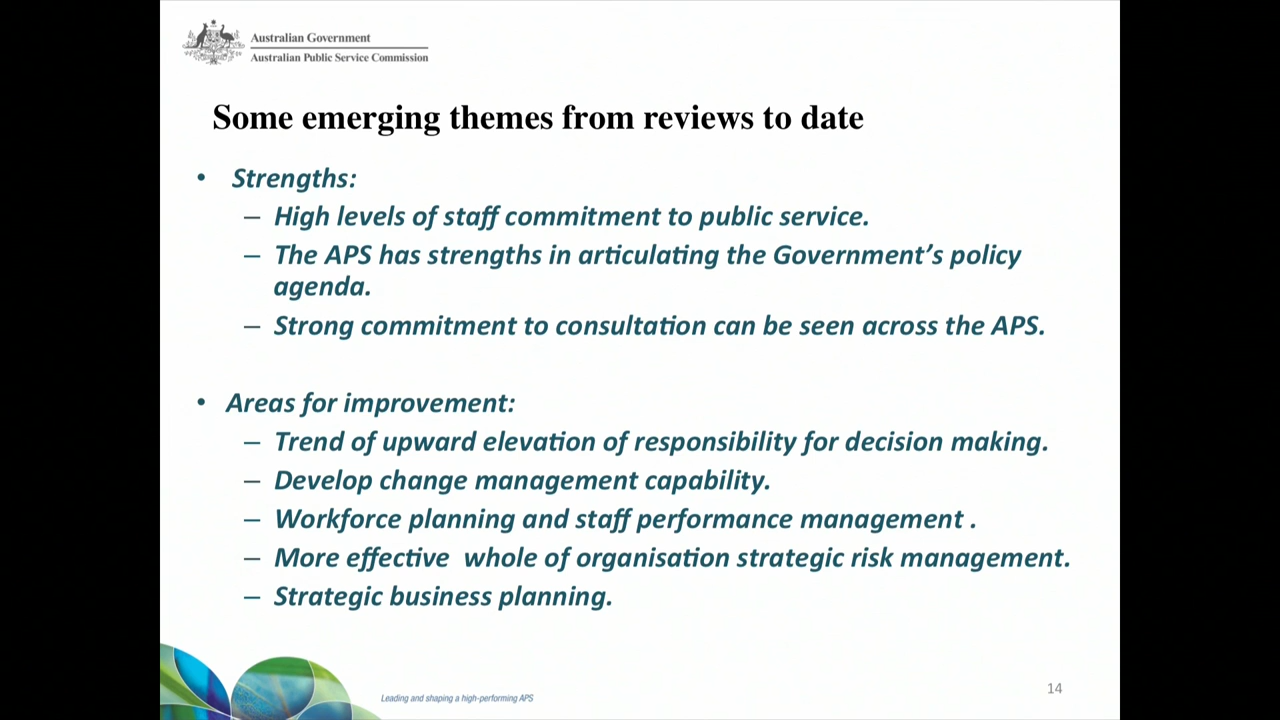 Australian Government
Australian Public Service Commission
Some emerging themes from reviews to date
• Strengths:
– High levels of staff commitment to public service.
– The APS has strengths in articulating the Government’s policy
agenda.
– Strong commitment to consultation can be seen across the APS.
• Areas for improvement:
– Trend of upward elevation of responsibility for decision making.
– Develop change management capability.
– Workforce planning and staff performance management .
– More effective  whole of organisation strategic risk management.
– Strategic business planning.
Leading and shaping a high-performing APS
14